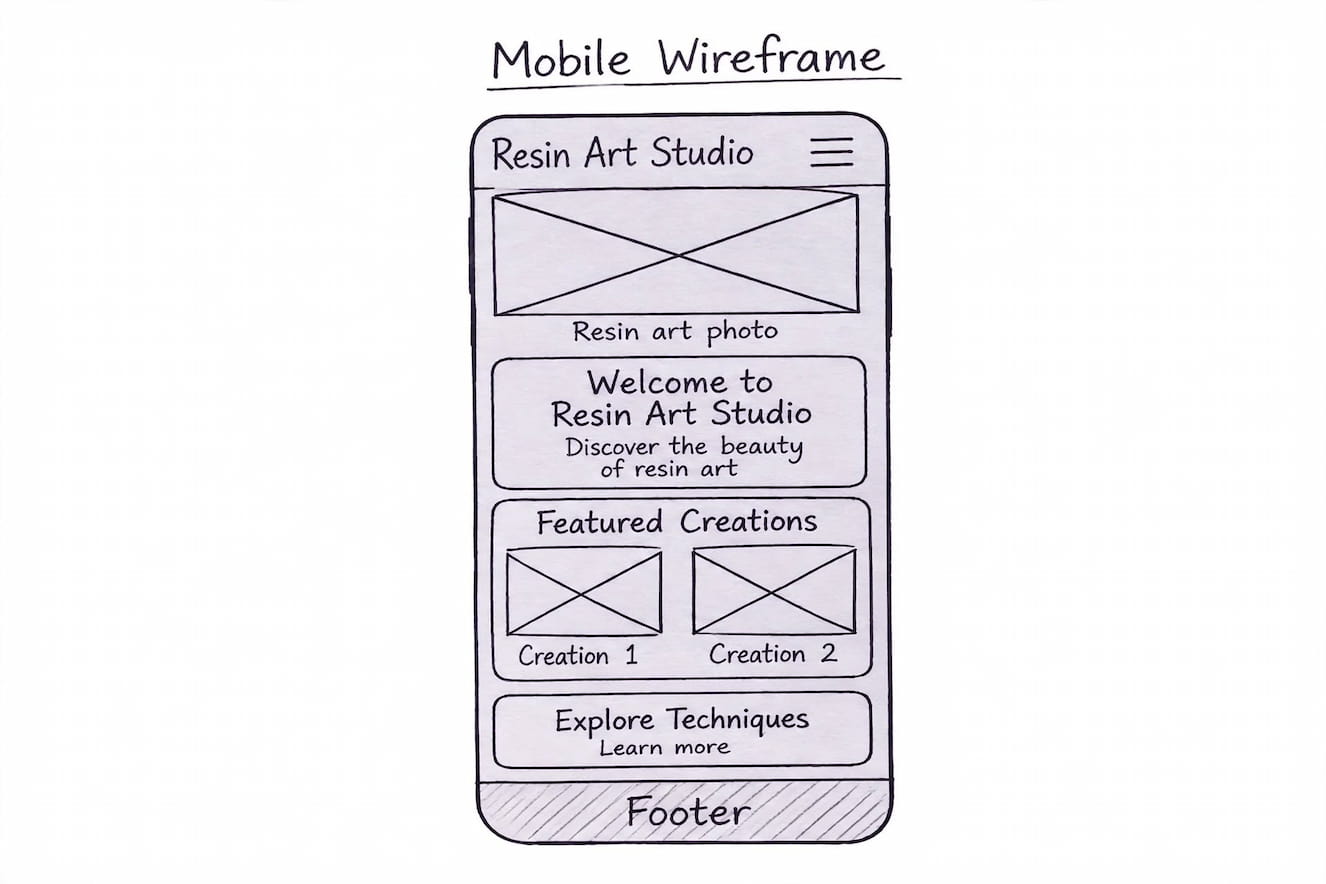 Mobile Wireframe
Resin Art Studio
Resin art photo
Welcome to
Resin Art Studio
Discover the beauty
of resin art
Featured Creations
Creation 1
Creation 2
Explore Techniques
Learn more
Footer